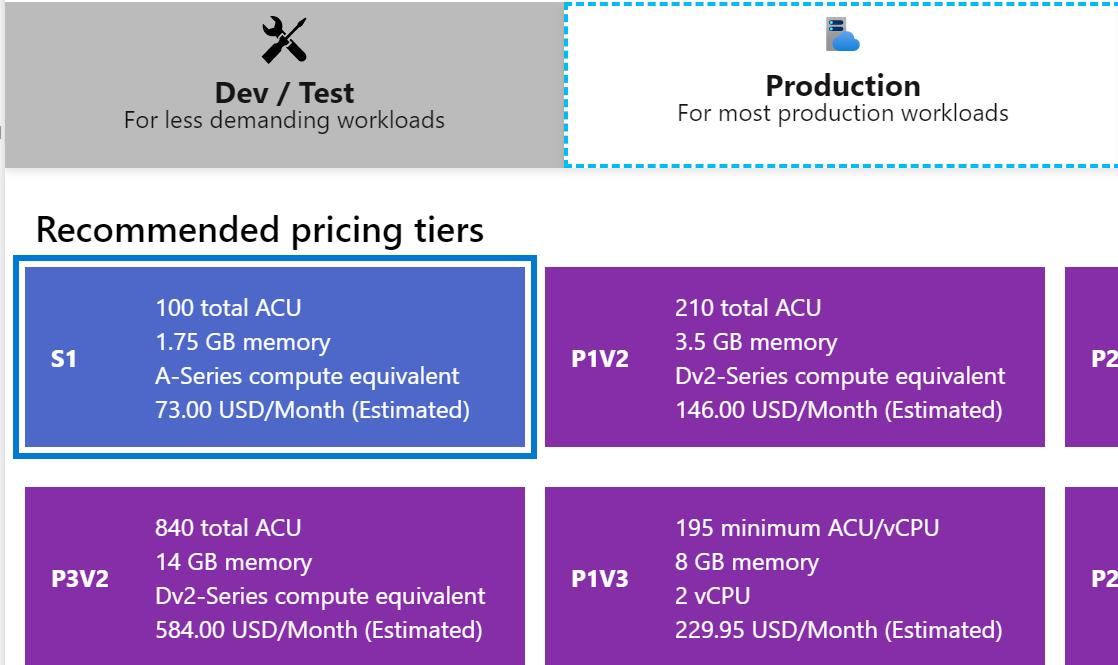 Dev / Test
For less demanding workloads
Production
For most production workloads
Recommended pricing tiers
S1
100 total ACU
1.75 GB memory
A-Series compute equivalent
73.00 USD/Month (Estimated)
P1V2
210 total ACU
3.5 GB memory
Dv2-Series compute equivalent
146.00 USD/Month (Estimated)
P2
P3V2
840 total ACU
14 GB memory
Dv2-Series compute equivalent
584.00 USD/Month (Estimated)
P1V3
195 minimum ACU/vCPU
8 GB memory
2 vCPU
229.95 USD/Month (Estimated)
P2